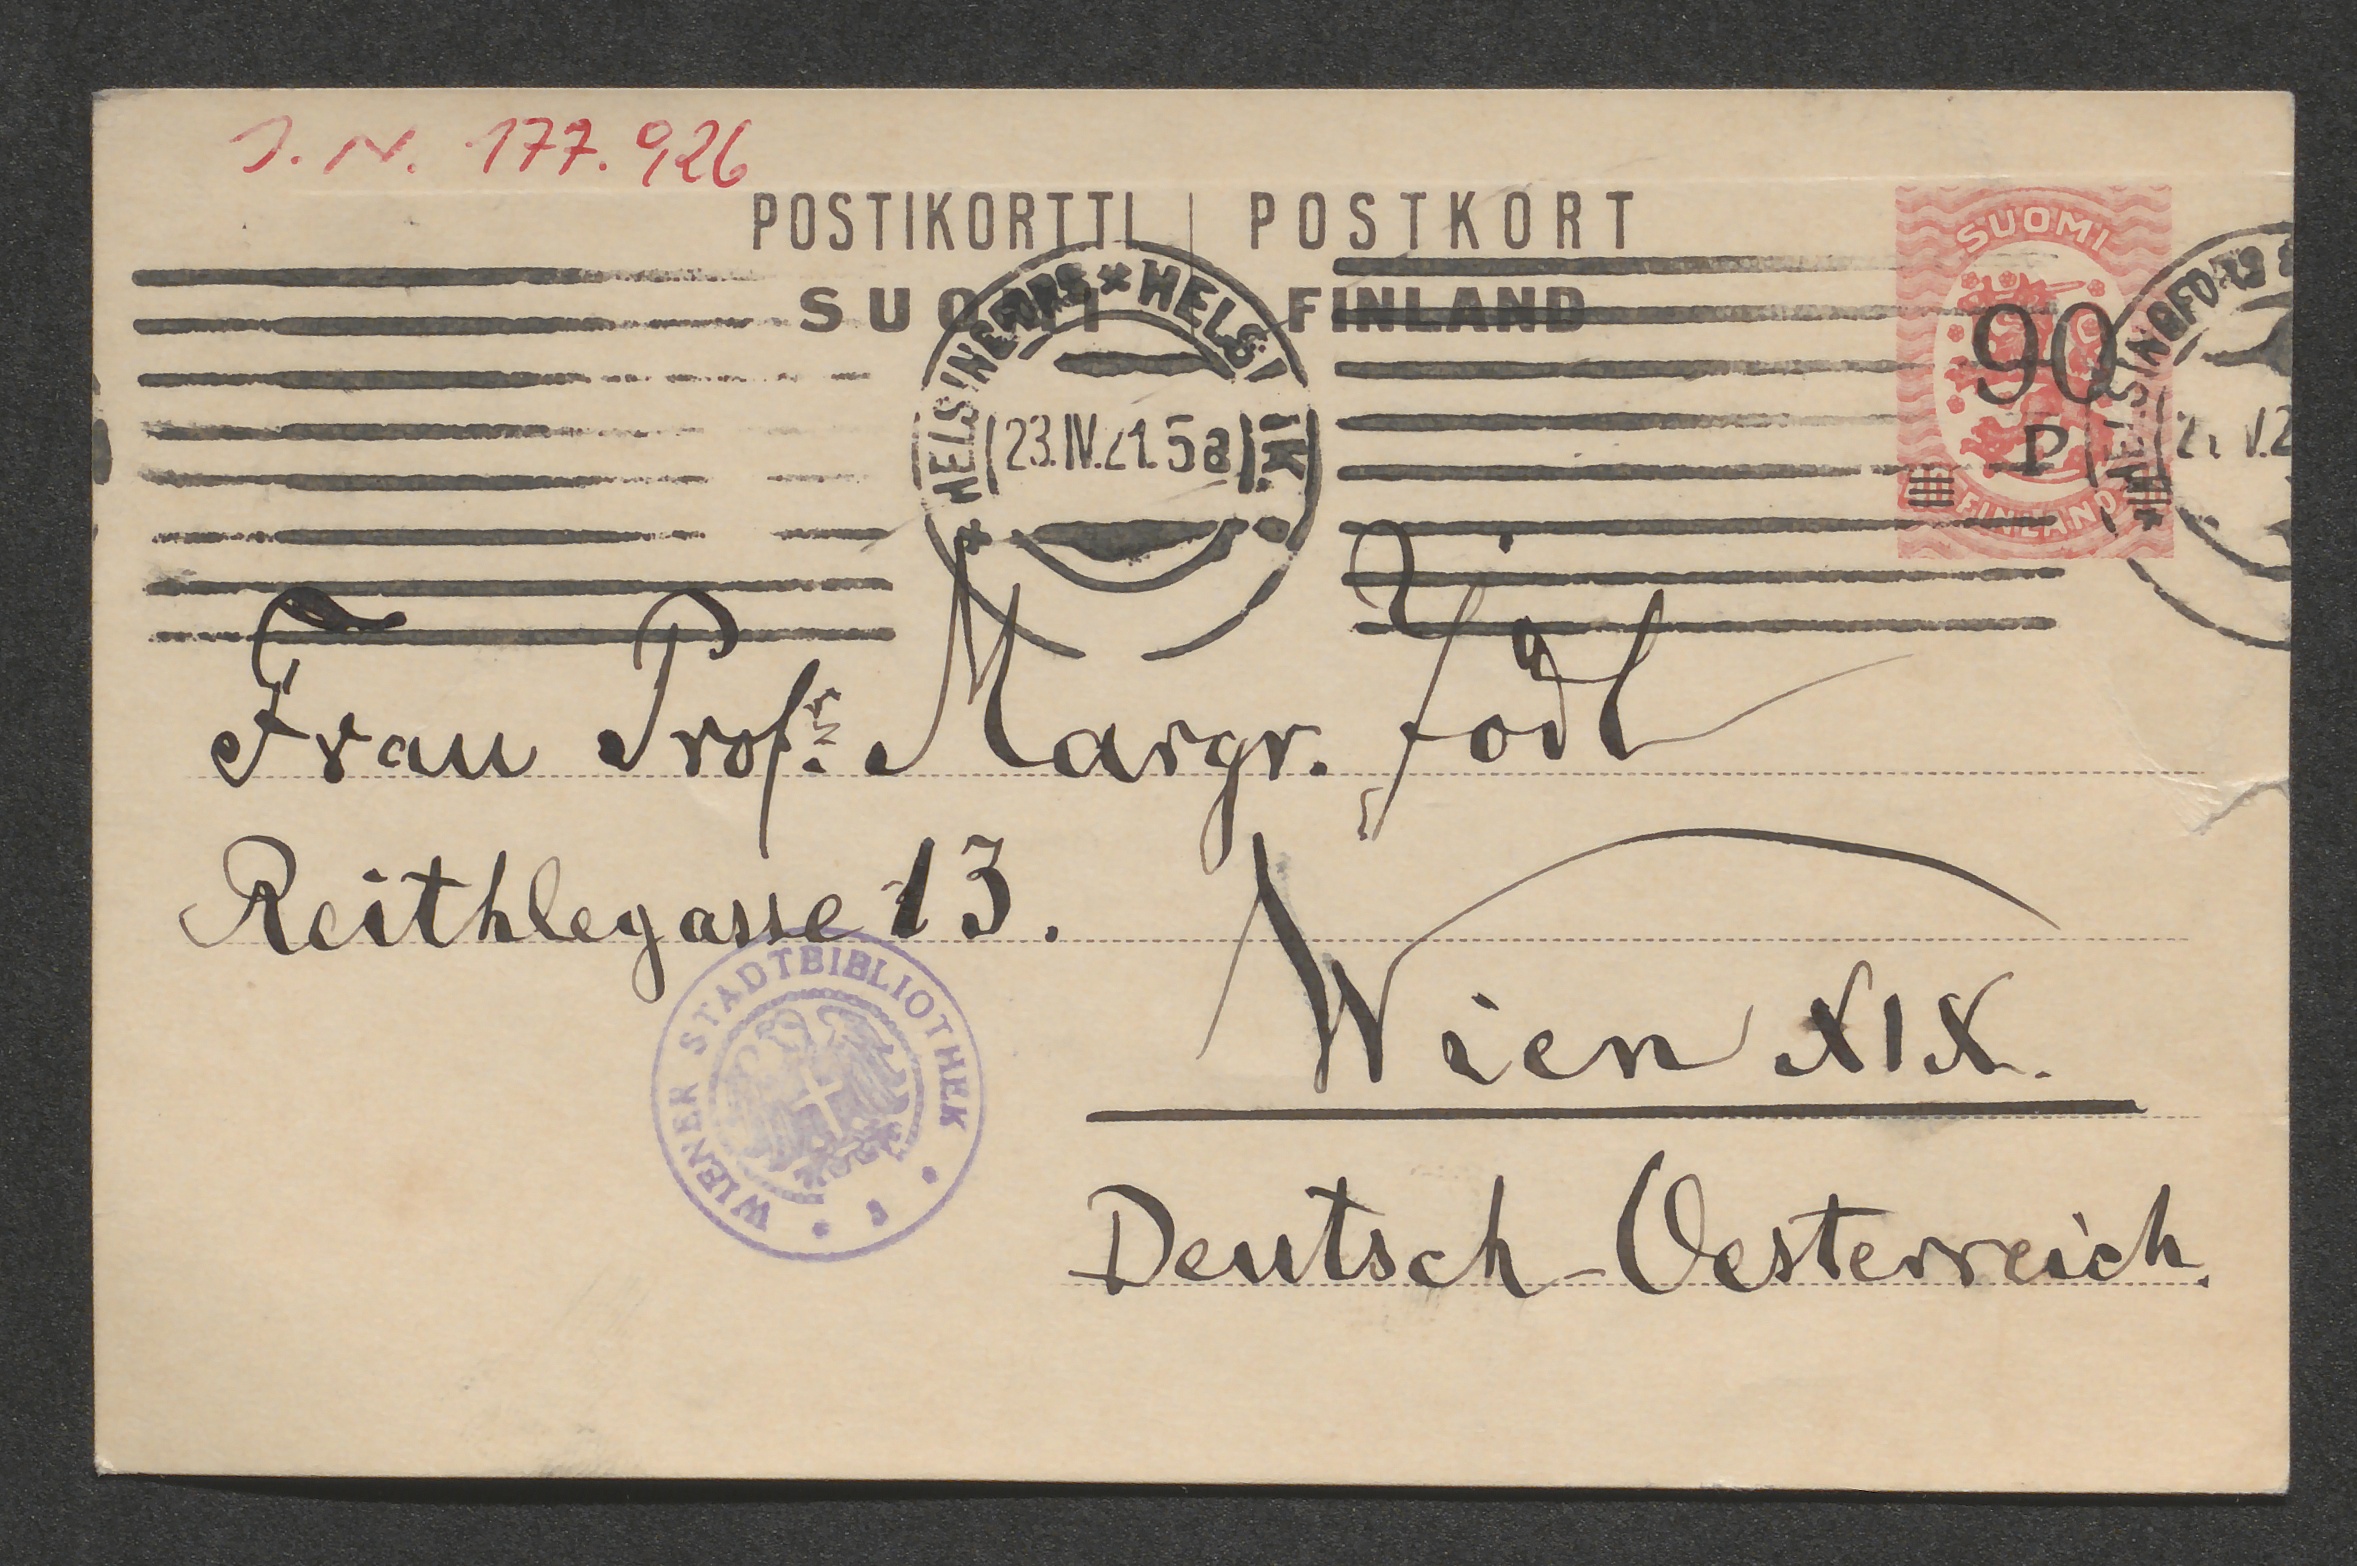 J. N. 177.926
POSTIKORTTI | POSTKORT
SUOMI FINLAND
* HELSINGFORS * HELSINKI
23.IV.21.5a
SUOMI
90
P
FINLAND
* HELSINGFORS
Frau Prof. Margr. Jodl
Reithlegasse 13.
Wien XIX.
Deutsch-Oesterreich.
WIENER STADTBIBLIOTHEK